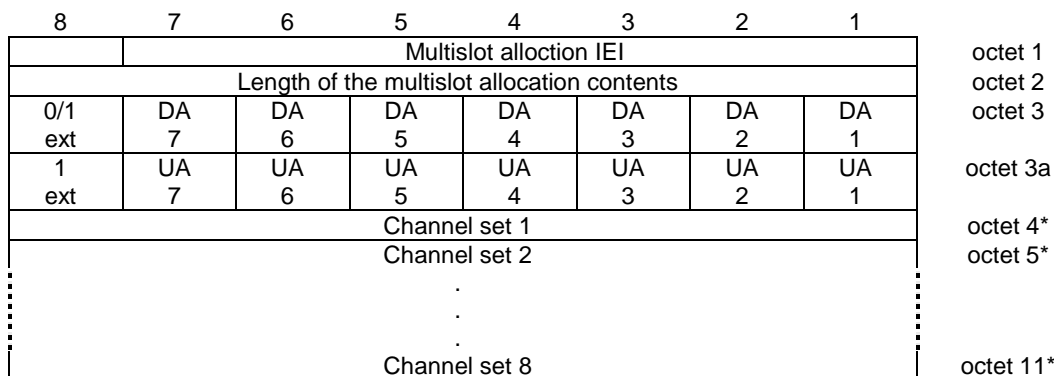 8 7 6 5 4 3 2 1
Multislot alloction IEI octet 1
Length of the multislot allocation contents octet 2
0/1 DA DA DA DA DA DA DA octet 3
ext 7 6 5 4 3 2 1
1 UA UA UA UA UA UA UA octet 3a
ext 7 6 5 4 3 2 1
Channel set 1 octet 4*
Channel set 2 octet 5*
.
.
.
Channel set 8 octet 11*